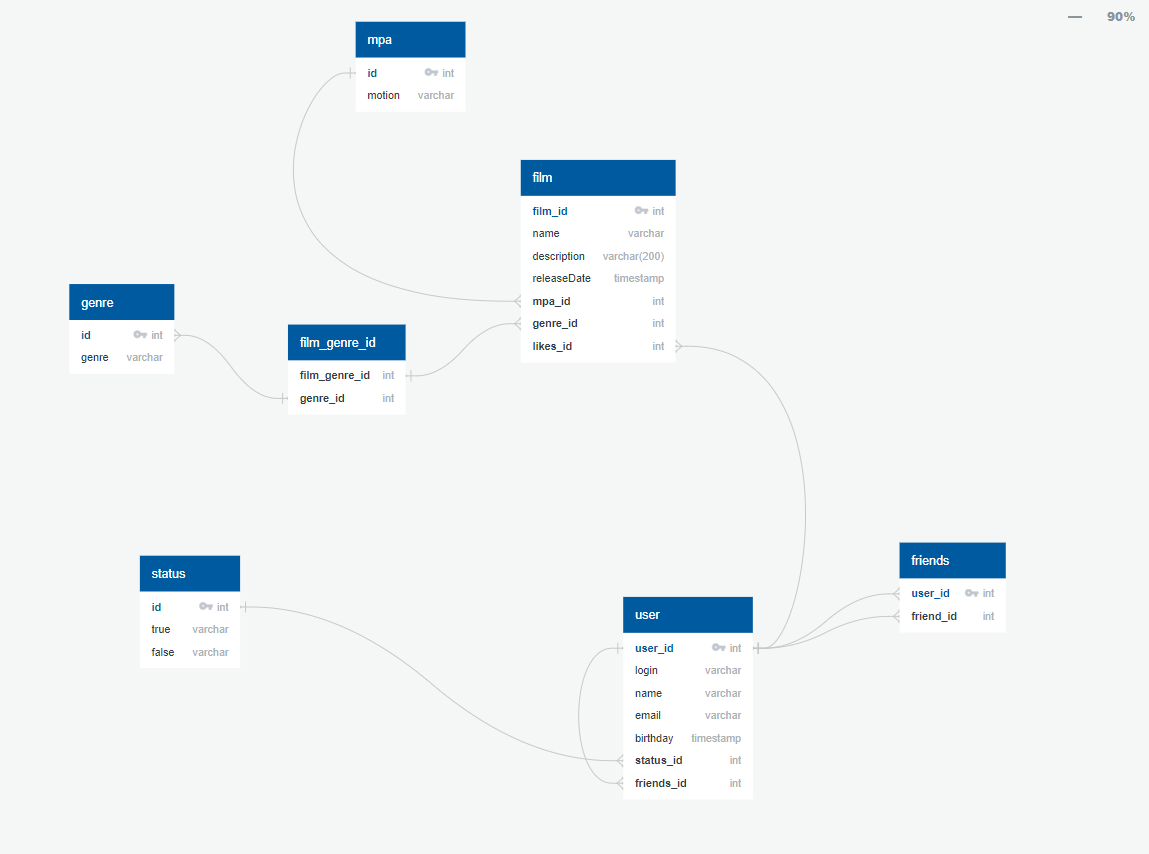 90%
mpa
id int
motion varchar
film
film_id int
name varchar
description varchar(200)
releaseDate timestamp
mpa_id int
genre_id int
likes_id int
genre
id int
genre varchar
film_genre_id
film_genre_id int
genre_id int
status
id int
true varchar
false varchar
user
user_id int
login varchar
name varchar
email varchar
birthday timestamp
status_id int
friends_id int
friends
user_id int
friend_id int